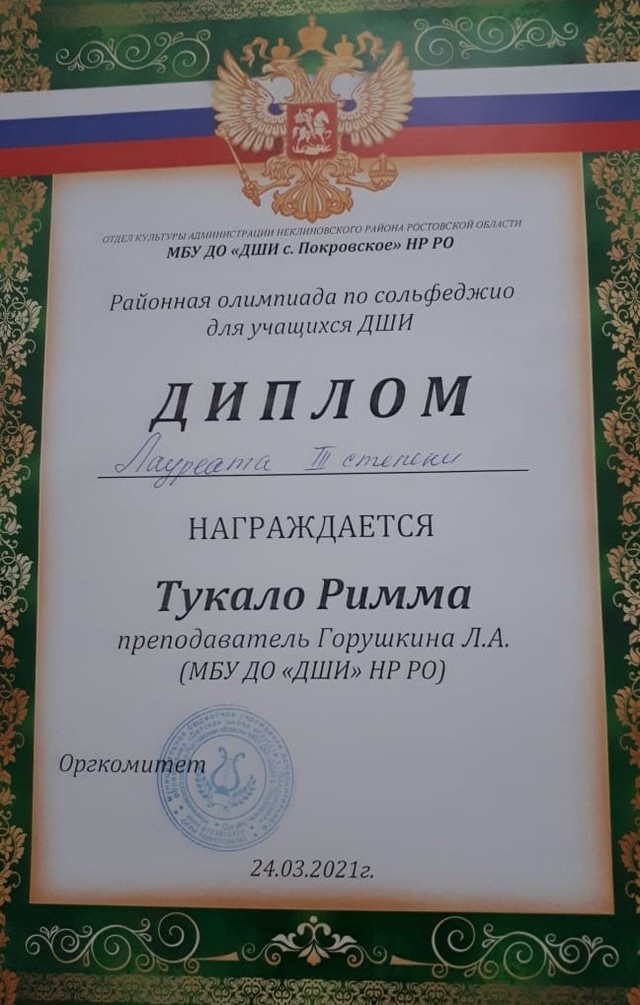 ОТДЕЛ КУЛЬТУРЫ АДМИНИСТРАЦИИ НЕКЛИНОВСКОГО РАЙОНА РОСТОВСКОЙ ОБЛАСТИ
МБУ ДО «ДШИ с. Покровское» НР РО
Районная олимпиада по сольфеджио
для учащихся ДШИ
ДИПЛОМ
Лауреата III степени
НАГРАЖДАЕТСЯ
Тукало Римма
преподаватель Горушкина Л.А.
(МБУ ДО «ДШИ» НР РО)
Оргкомитет
24.03.2021г.